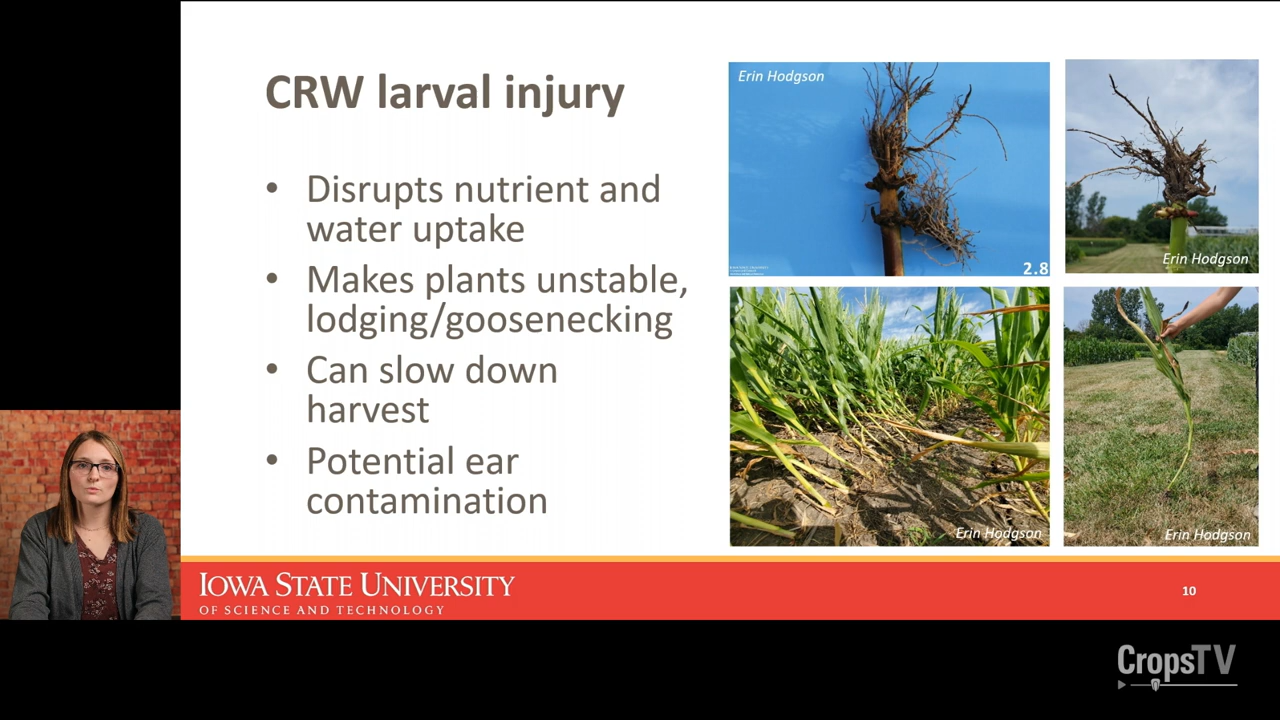 CRW larval injury
• Disrupts nutrient and
water uptake
• Makes plants unstable,
lodging/goosenecking
• Can slow down
harvest
• Potential ear
contamination
Erin Hodgson
2.8
Erin Hodgson
Erin Hodgson
Erin Hodgson
IOWA STATE UNIVERSITY
OF SCIENCE AND TECHNOLOGY
10
CropsTV